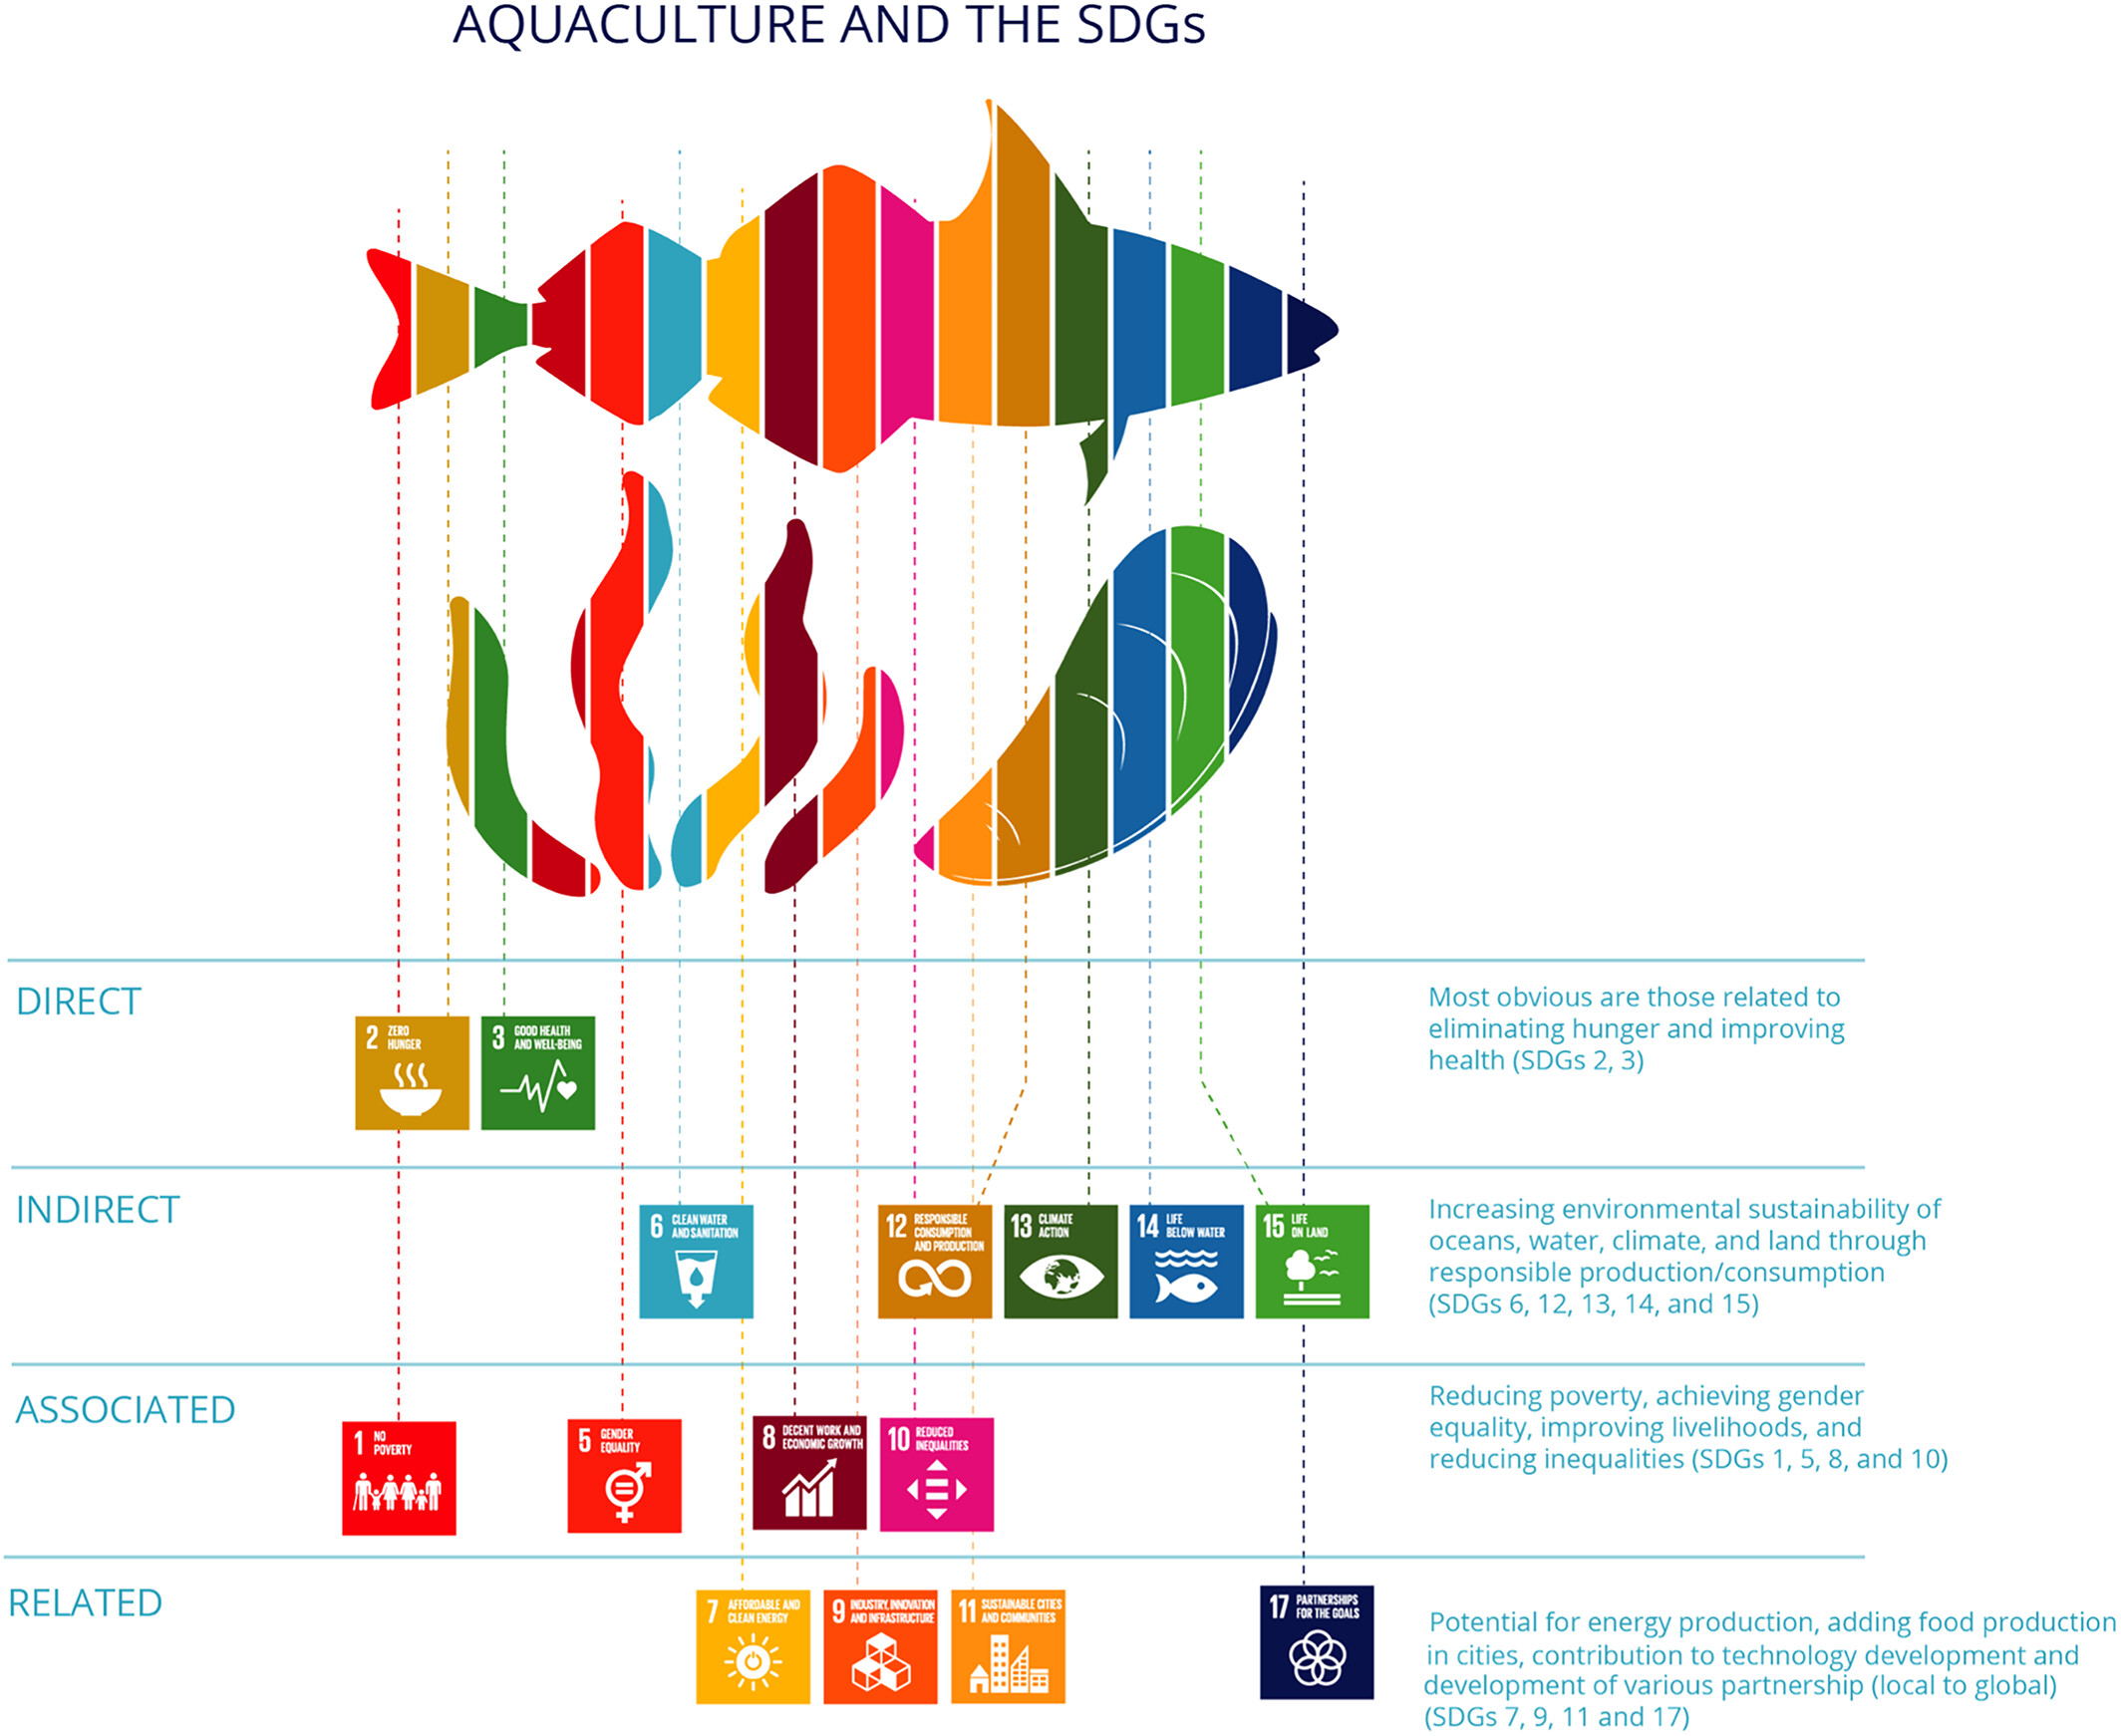 AQUACULTURE AND THE SDGs
DIRECT
2 ZERO
HUNGER
3 GOOD HEALTH
AND WELL-BEING
Most obvious are those related to
eliminating hunger and improving
health (SDGs 2, 3)
INDIRECT
6 CLEAN WATER
AND SANITATION
12 RESPONSIBLE
CONSUMPTION
AND PRODUCTION
13 CLIMATE
ACTION
14 LIFE
BELOW WATER
15 LIFE
ON LAND
Increasing environmental sustainability of
oceans, water, climate, and land through
responsible production/consumption
(SDGs 6, 12, 13, 14, and 15)
ASSOCIATED
1 NO
POVERTY
5 GENDER
EQUALITY
8 DECENT WORK AND
ECONOMIC GROWTH
10 REDUCED
INEQUALITIES
Reducing poverty, achieving gender
equality, improving livelihoods, and
reducing inequalities (SDGs 1, 5, 8, and 10)
RELATED
7 AFFORDABLE AND
CLEAN ENERGY
9 INDUSTRY, INNOVATION
AND INFRASTRUCTURE
11 SUSTAINABLE CITIES
AND COMMUNITIES
17 PARTNERSHIPS
FOR THE GOALS
Potential for energy production, adding food production
in cities, contribution to technology development and
development of various partnership (local to global)
(SDGs 7, 9, 11 and 17)